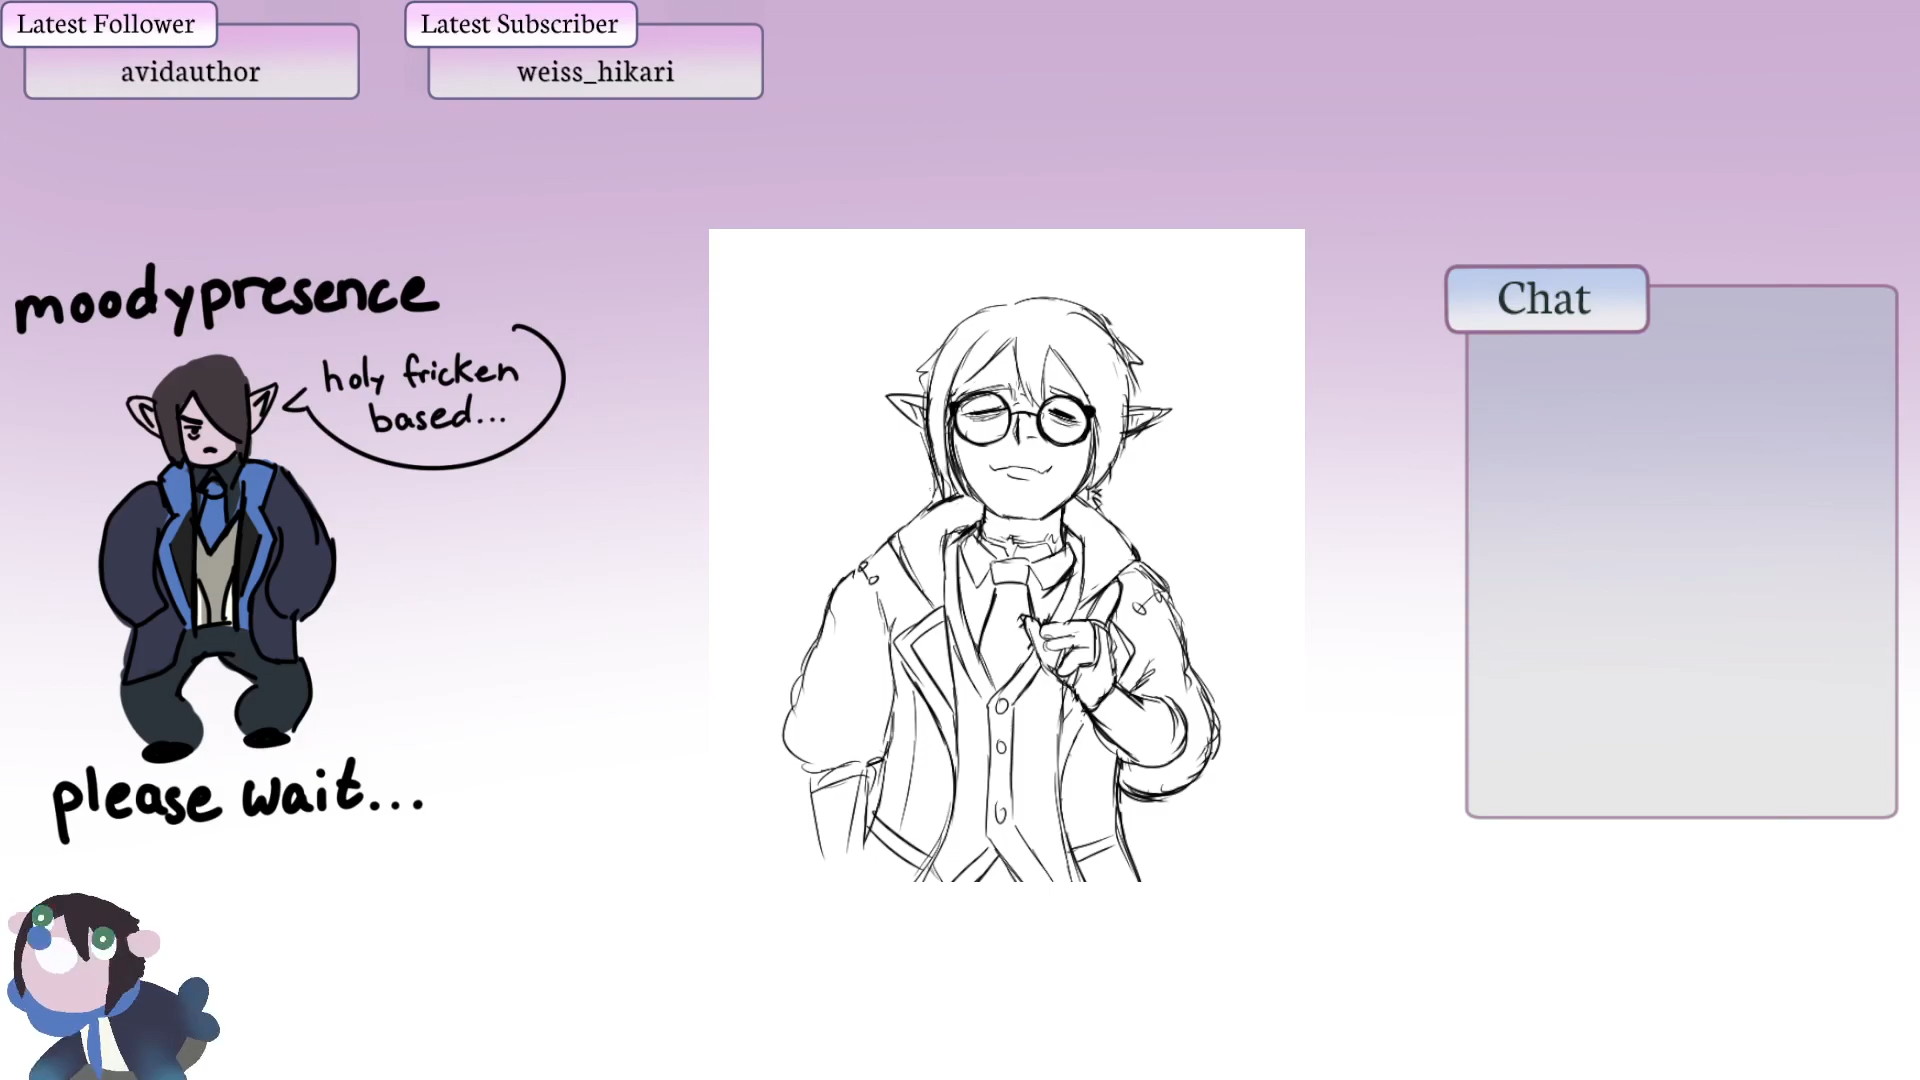 Latest Follower
avidauthor
Latest Subscriber
weiss_hikari
moodypresence
holy fricken
based...
please wait...
Chat